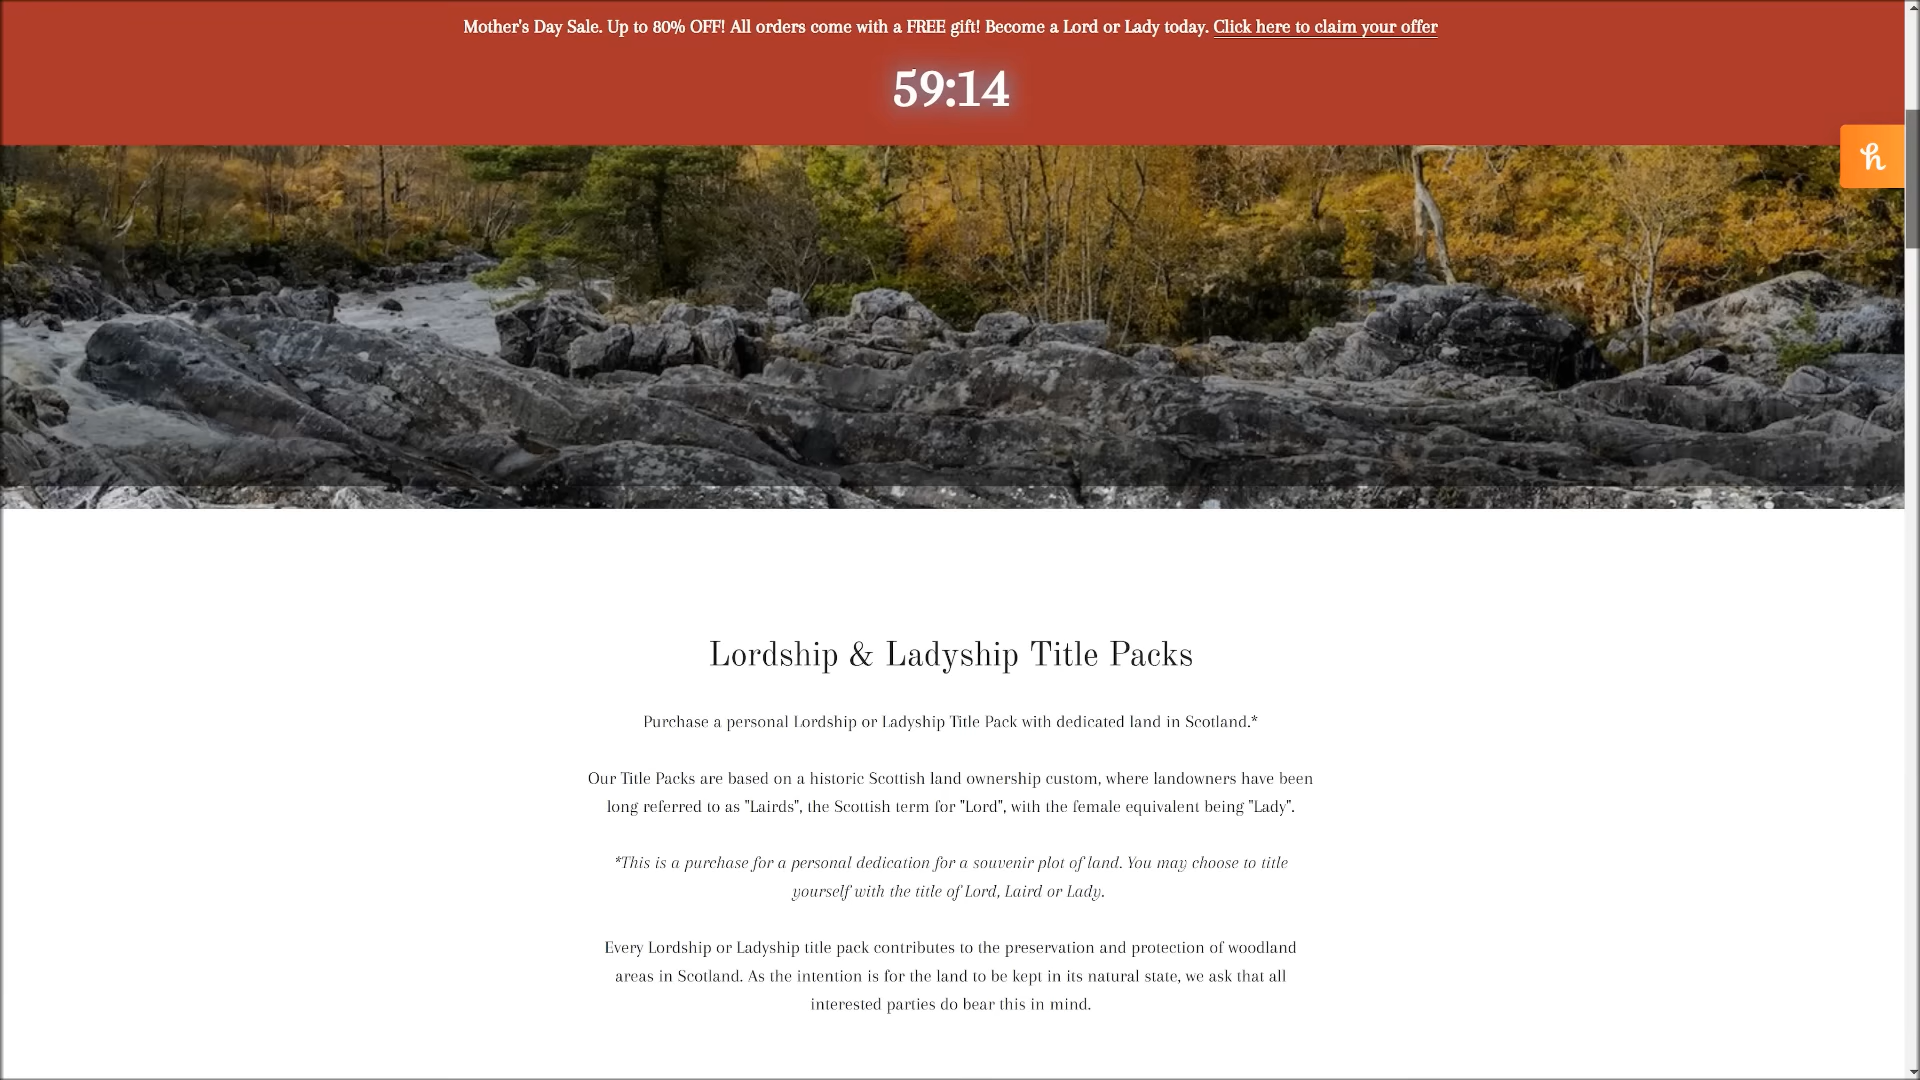 Mother's Day Sale. Up to 80% OFF! All orders come with a FREE gift! Become a Lord or Lady today. Click here to claim your offer
59:14
h
Lordship & Ladyship Title Packs
Purchase a personal Lordship or Ladyship Title Pack with dedicated land in Scotland.*
Our Title Packs are based on a historic Scottish land ownership custom, where landowners have been
long referred to as "Lairds", the Scottish term for "Lord", with the female equivalent being "Lady".
*This is a purchase for a personal dedication for a souvenir plot of land. You may choose to title
yourself with the title of Lord, Laird or Lady.
Every Lordship or Ladyship title pack contributes to the preservation and protection of woodland
areas in Scotland. As the intention is for the land to be kept in its natural state, we ask that all
interested parties do bear this in mind.